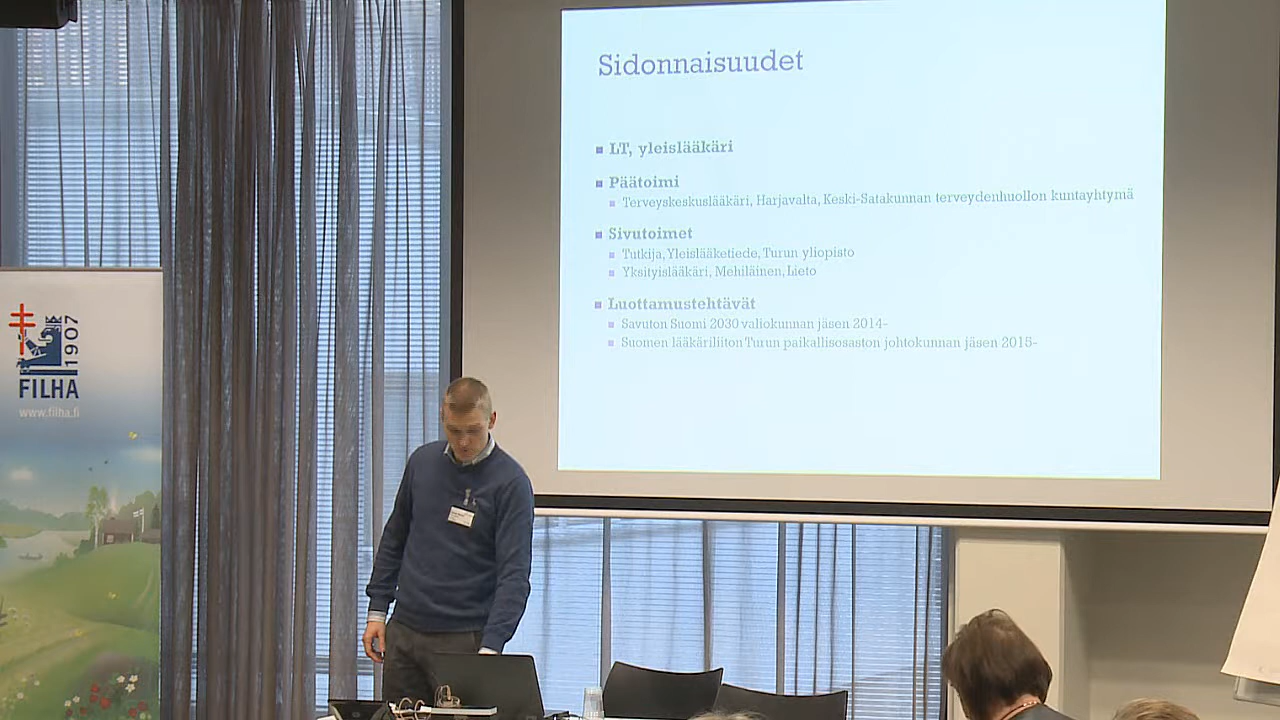 Sidonnaisuudet
LT, yleislääkäri
Päätoimi
Terveyskeskuslääkäri, Harjavalta, Keski-Satakunnan terveydenhuollon kuntayhtymä
Sivutoimet
Tutkija, Yleislääketiede, Turun yliopisto
Yksityislääkäri, Mehiläinen, Lieto
Luottamustehtävät
Savuton Suomi 2030 valiokunnan jäsen 2014-
Suomen lääkäriliiton Turun paikallisosaston johtokunnan jäsen 2015-
1907
FILHA
www.filha.fi